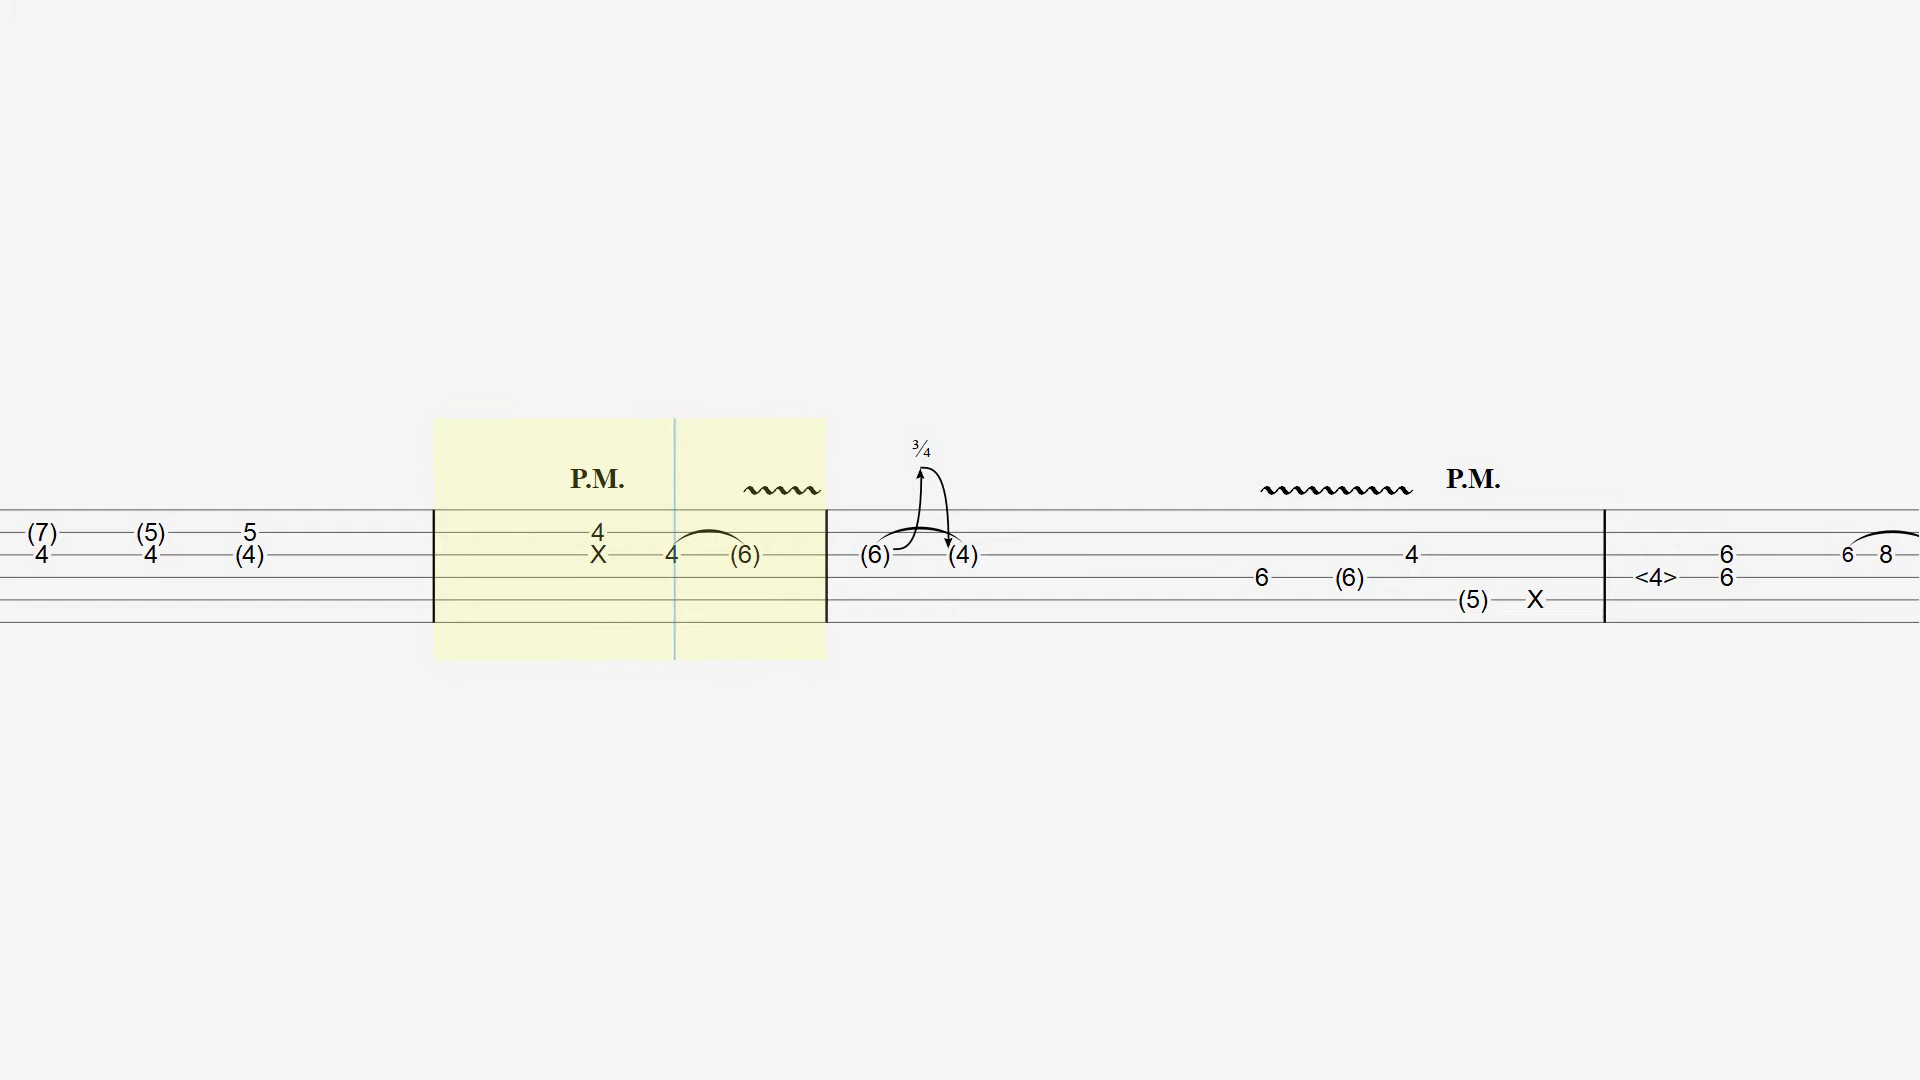 ¾
P.M. P.M.
(7) (5) 5 4
4 4 (4) X 4 (6) (6) (4) 4 6 6 8
6 (6) <4> 6
(5) X